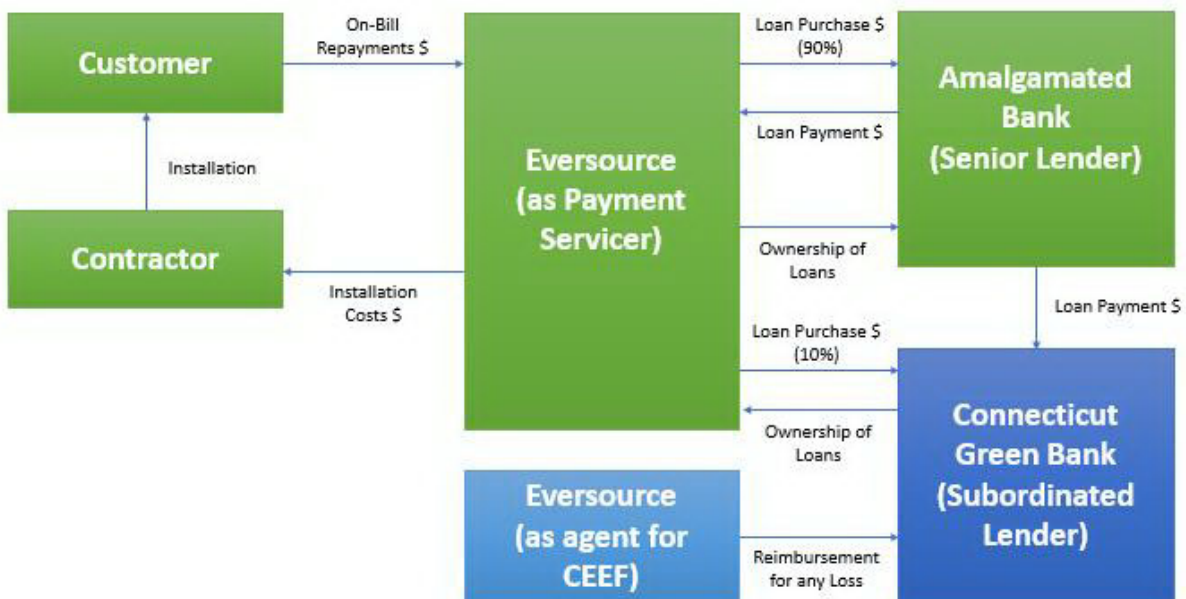 Customer
On-Bill
Repayments $
Installation
Contractor
Installation
Costs $
Eversource
(as Payment
Servicer)
Loan Purchase $
(90%)
Loan Payment $
Ownership of
Loans
Loan Purchase $
(10%)
Ownership of
Loans
Amalgamated
Bank
(Senior Lender)
Loan Payment $
Connecticut
Green Bank
(Subordinated
Lender)
Eversource
(as agent for
CEEF)
Reimbursement
for any Loss